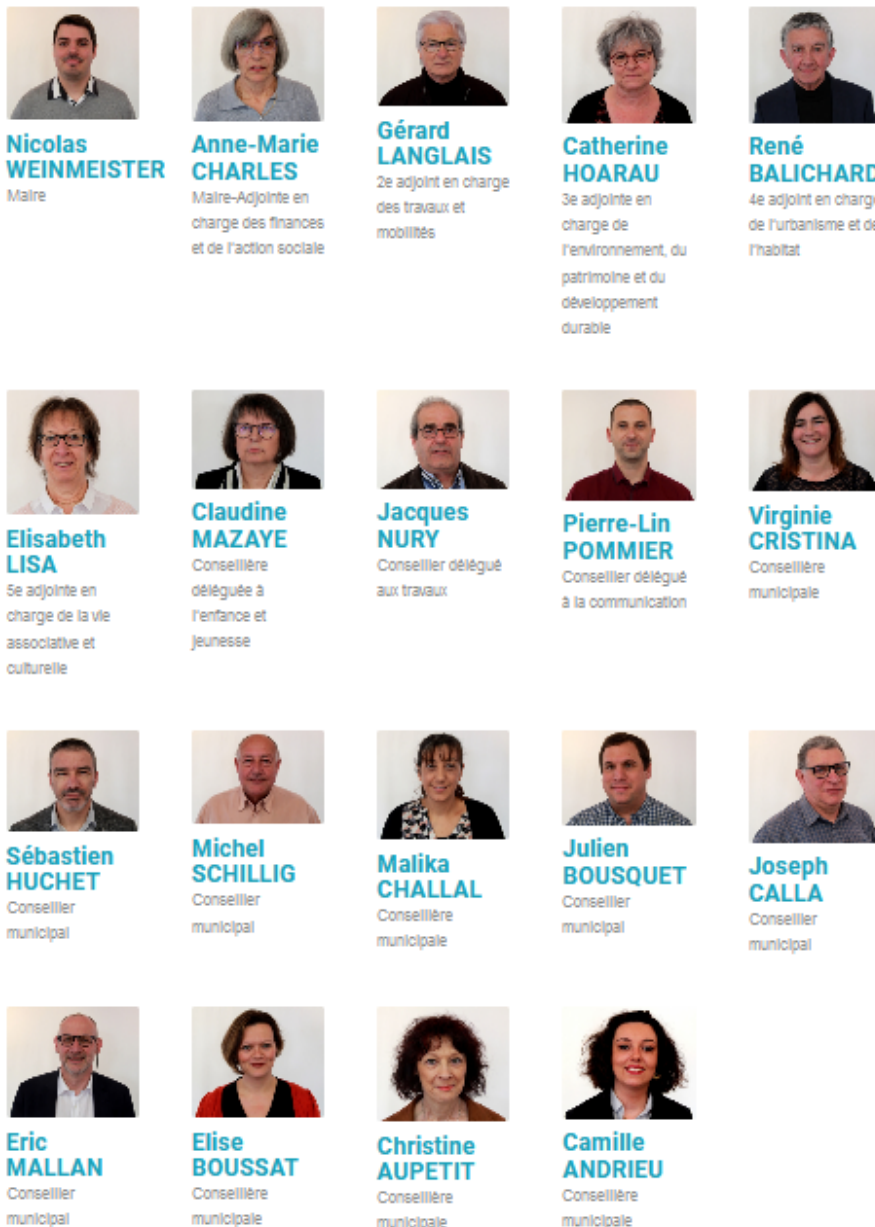 Nicolas
WEINMEISTER
Maire
Anne-Marie
CHARLES
Maire-Adjointe en
charge des finances
et de l'action sociale
Gérard
LANGLAIS
2e adjoint en charge
des travaux et
mobilités
Catherine
HOARAU
3e adjointe en
charge de
l'environnement, du
patrimoine et du
développement
durable
René
BALICHARD
4e adjoint en charge
de l'urbanisme et de
l'habitat
Elisabeth
LISA
5e adjointe en
charge de la vie
associative et
culturelle
Claudine
MAZAYE
Conseillère
déléguée à
l'enfance et
jeunesse
Jacques
NURY
Conseiller délégué
aux travaux
Pierre-Lin
POMMIER
Conseiller délégué
à la communication
Virginie
CRISTINA
Conseillère
municipale
Sébastien
HUCHET
Conseiller
municipal
Michel
SCHILLIG
Conseiller
municipal
Malika
CHALLAL
Conseillère
municipale
Julien
BOUSQUET
Conseiller
municipal
Joseph
CALLA
Conseiller
municipal
Eric
MALLAN
Conseiller
municipal
Elise
BOUSSAT
Conseillère
municipale
Christine
AUPETIT
Conseillère
municipale
Camille
ANDRIEU
Conseillère
municipale